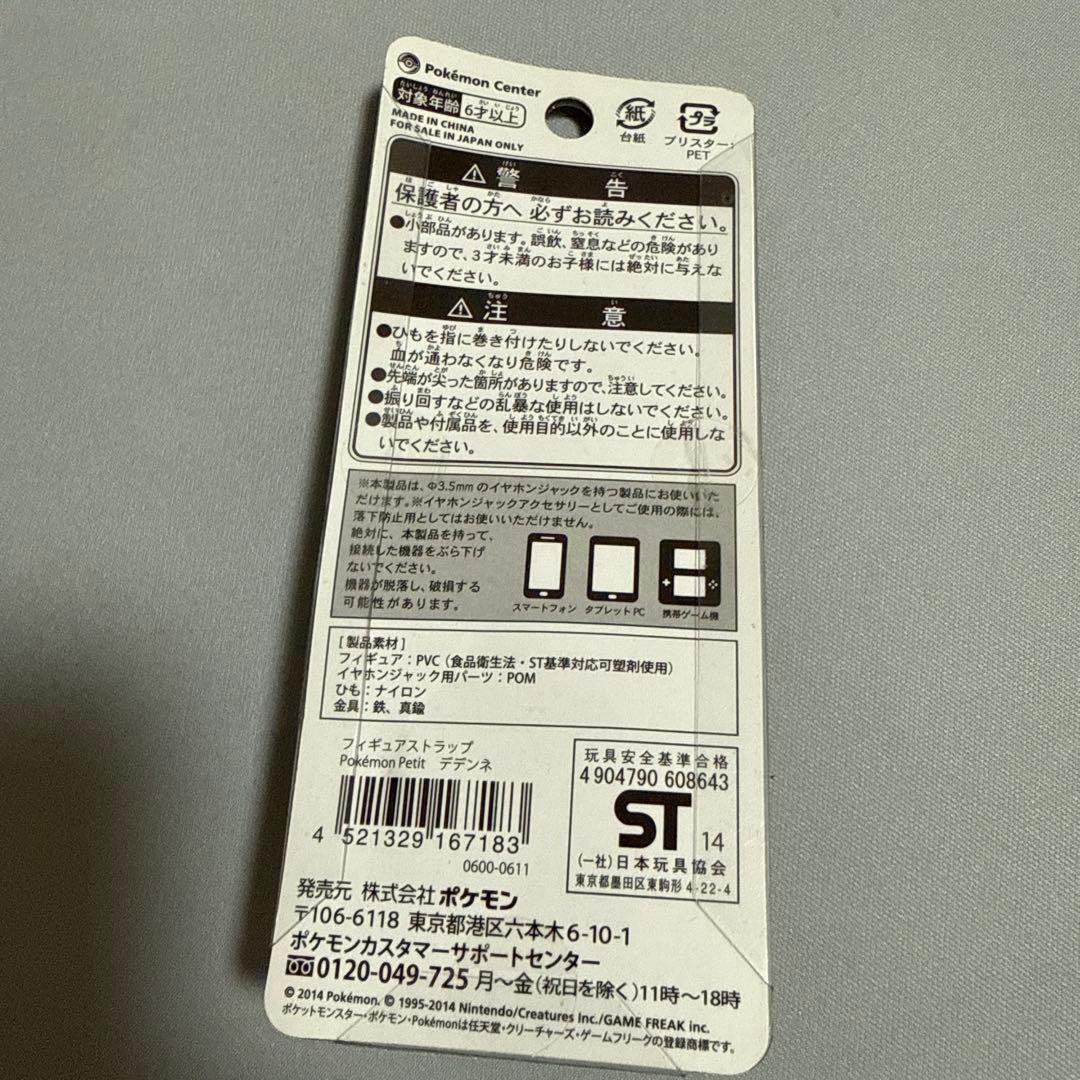 Pokémon Center
対象年齢 6才以上
MADE IN CHINA
FOR SALE IN JAPAN ONLY
紙
台紙
プラ
ブリスター:
PET
⚠警告
保護者の方へ 必ずお読みください。
●小部品があります。誤飲、窒息などの危険があり
ますので、3才未満のお子様には絶対に与えな
いでください。
⚠注意
●ひもを指に巻き付けたりしないでください。
血が通わなくなり危険です。
●先端が尖った箇所がありますので、注意してください。
●振り回すなどの乱暴な使用はしないでください。
●製品や付属品を、使用目的以外のことに使用しな
いでください。
※本製品は、Φ3.5mmのイヤホンジャックを持つ製品にお使いいた
だけます。※イヤホンジャックアクセサリーとしてご使用の際には、
落下防止用としてはお使いいただけません。
絶対に、本製品を持って、
接続した機器をぶら下げ
ないでください。
機器が脱落し、破損する
可能性があります。
スマートフォン タブレットPC 携帯ゲーム機
[製品素材]
フィギュア:PVC(食品衛生法・ST基準対応可塑剤使用)
イヤホンジャック用パーツ:POM
ひも:ナイロン
金具:鉄、真鍮
フィギュアストラップ
Pokémon Petit デデンネ
4 521329 167183
0600-0611
玩具安全基準合格
4 904790 608643
ST 14
(一社)日本玩具協会
東京都墨田区東駒形4-22-4
発売元 株式会社ポケモン
〒106-6118 東京都港区六本木6-10-1
ポケモンカスタマーサポートセンター
0120-049-725 月~金(祝日を除く)11時~18時
© 2014 Pokémon. © 1995-2014 Nintendo/Creatures Inc./GAME FREAK inc.
ポケットモンスター・ポケモン・Pokémonは任天堂・クリーチャーズ・ゲームフリークの登録商標です。